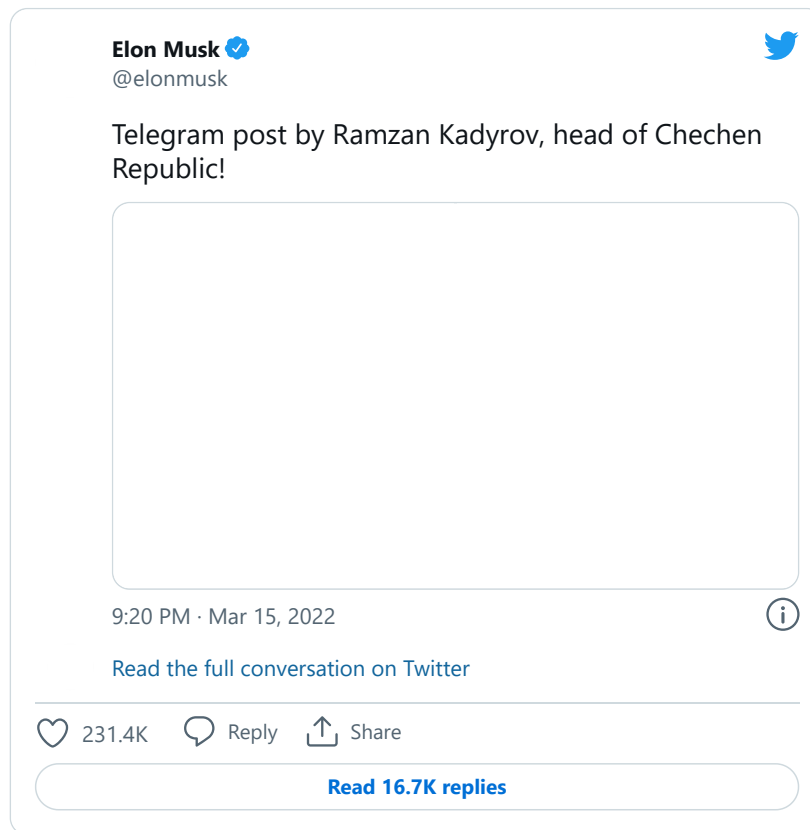 Elon Musk
@elonmusk
Telegram post by Ramzan Kadyrov, head of Chechen
Republic!
9:20 PM · Mar 15, 2022
Read the full conversation on Twitter
231.4K Reply Share
Read 16.7K replies